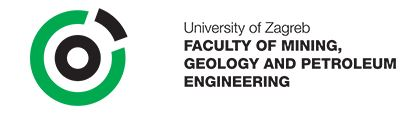 University of Zagreb
FACULTY OF MINING,
GEOLOGY AND PETROLEUM
ENGINEERING